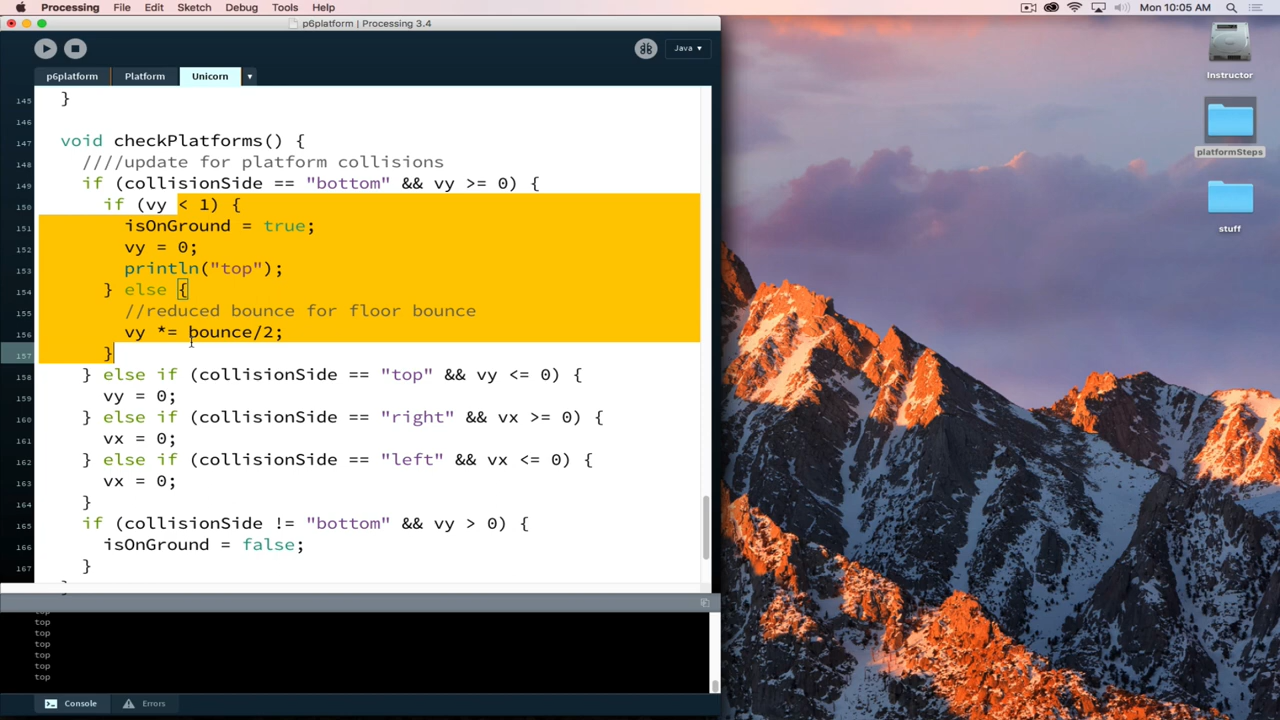 Processing File Edit Sketch Debug Tools Help Mon 10:05 AM
p6platform | Processing 3.4
Java ▾
p6platform Platform Unicorn ▾
145 }
146
147 void checkPlatforms() {
148 ////update for platform collisions
149 if (collisionSide == "bottom" && vy >= 0) {
150 if (vy < 1) {
151 isOnGround = true;
152 vy = 0;
153 println("top");
154 } else {
155 //reduced bounce for floor bounce
156 vy *= bounce/2;
157 }
158 } else if (collisionSide == "top" && vy <= 0) {
159 vy = 0;
160 } else if (collisionSide == "right" && vx >= 0) {
161 vx = 0;
162 } else if (collisionSide == "left" && vx <= 0) {
163 vx = 0;
164 }
165 if (collisionSide != "bottom" && vy > 0) {
166 isOnGround = false;
167 }
top
top
top
top
top
top
Console Errors
Instructor
platformSteps
stuff